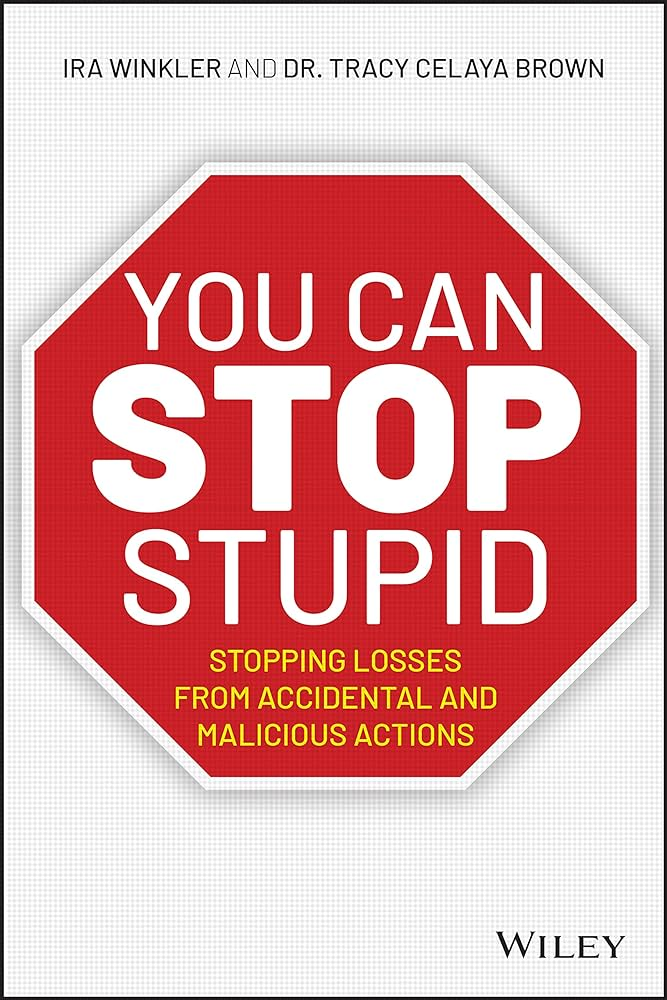 IRA WINKLER AND DR. TRACY CELAYA BROWN
YOU CAN
STOP
STUPID
STOPPING LOSSES
FROM ACCIDENTAL AND
MALICIOUS ACTIONS
WILEY